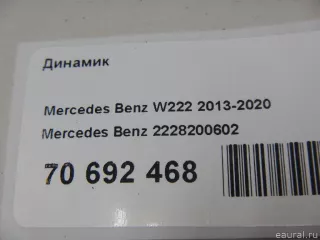 Динамик
Mercedes Benz W222 2013-2020
Mercedes Benz 2228200602
70 692 468
© eaural.ru